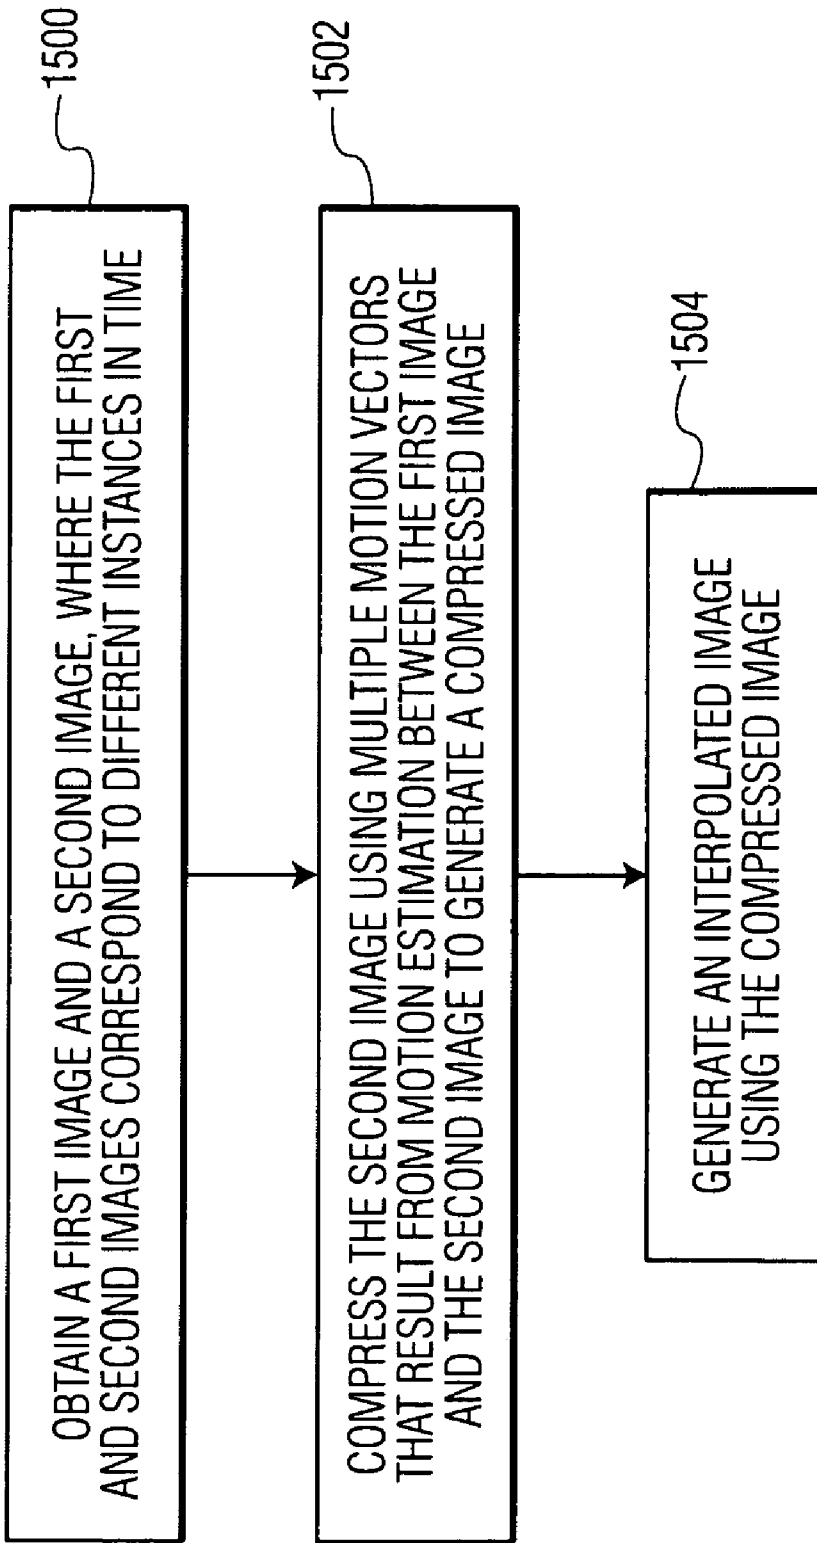 OBTAIN A FIRST IMAGE AND A SECOND IMAGE, WHERE THE FIRST
AND SECOND IMAGES CORRESPOND TO DIFFERENT INSTANCES IN TIME
1500
COMPRESS THE SECOND IMAGE USING MULTIPLE MOTION VECTORS
THAT RESULT FROM MOTION ESTIMATION BETWEEN THE FIRST IMAGE
AND THE SECOND IMAGE TO GENERATE A COMPRESSED IMAGE
1502
GENERATE AN INTERPOLATED IMAGE
USING THE COMPRESSED IMAGE
1504